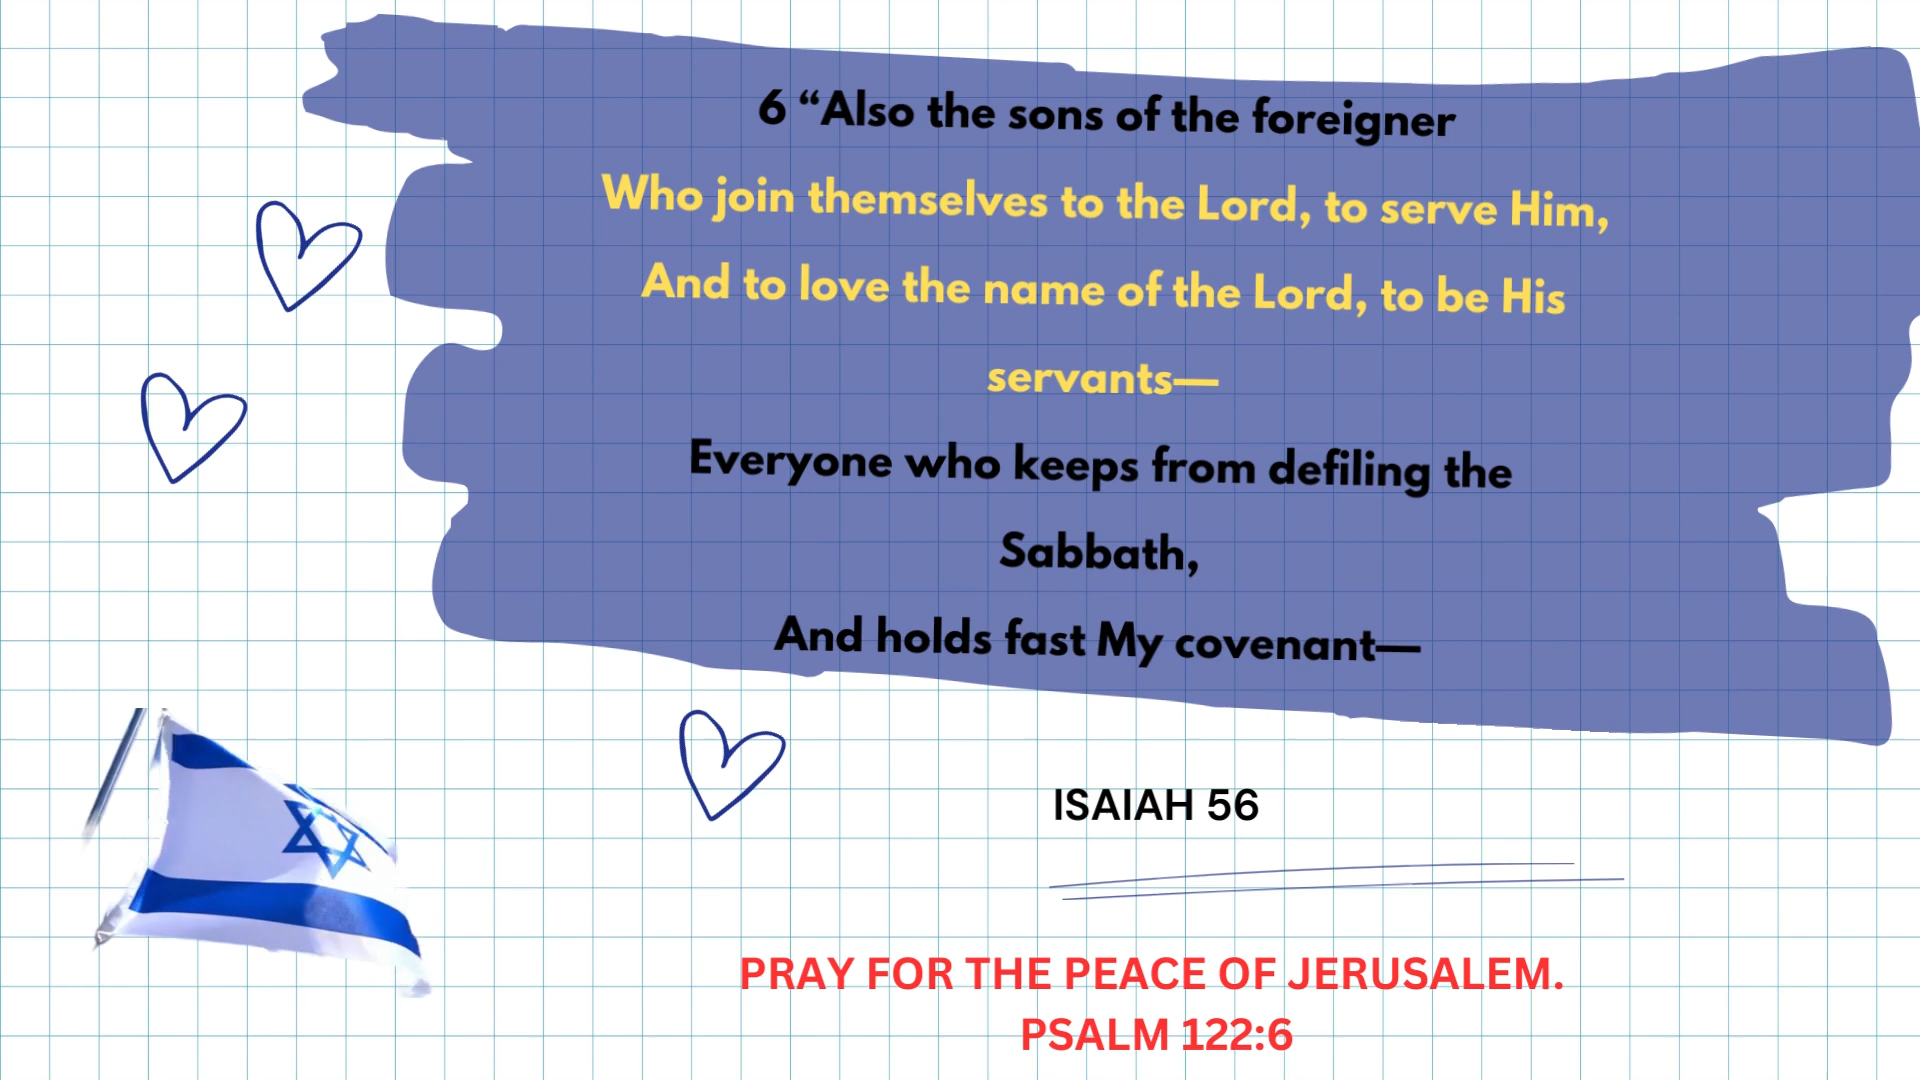 6 “Also the sons of the foreigner
Who join themselves to the Lord, to serve Him,
And to love the name of the Lord, to be His
servants—
Everyone who keeps from defiling the
Sabbath,
And holds fast My covenant—
ISAIAH 56
PRAY FOR THE PEACE OF JERUSALEM.
PSALM 122:6